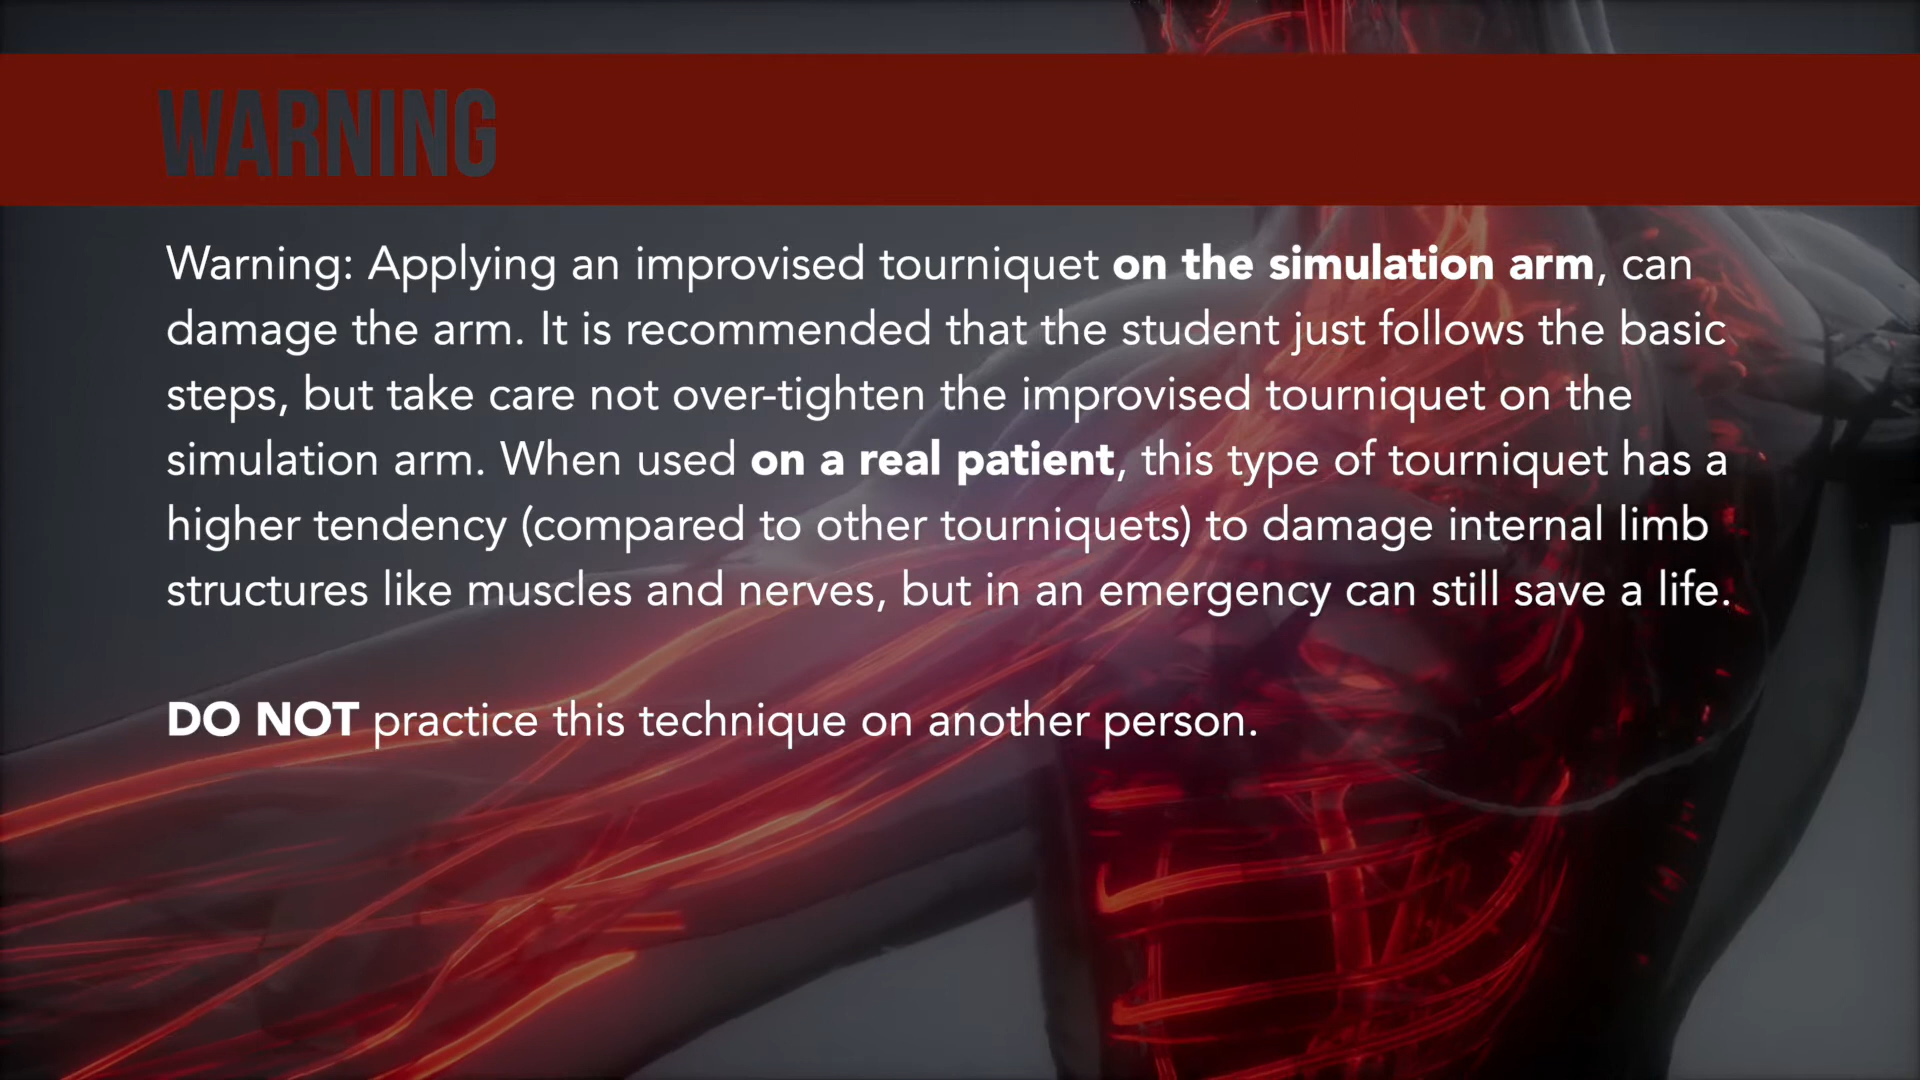 WARNING
Warning: Applying an improvised tourniquet on the simulation arm, can
damage the arm. It is recommended that the student just follows the basic
steps, but take care not over-tighten the improvised tourniquet on the
simulation arm. When used on a real patient, this type of tourniquet has a
higher tendency (compared to other tourniquets) to damage internal limb
structures like muscles and nerves, but in an emergency can still save a life.
DO NOT practice this technique on another person.